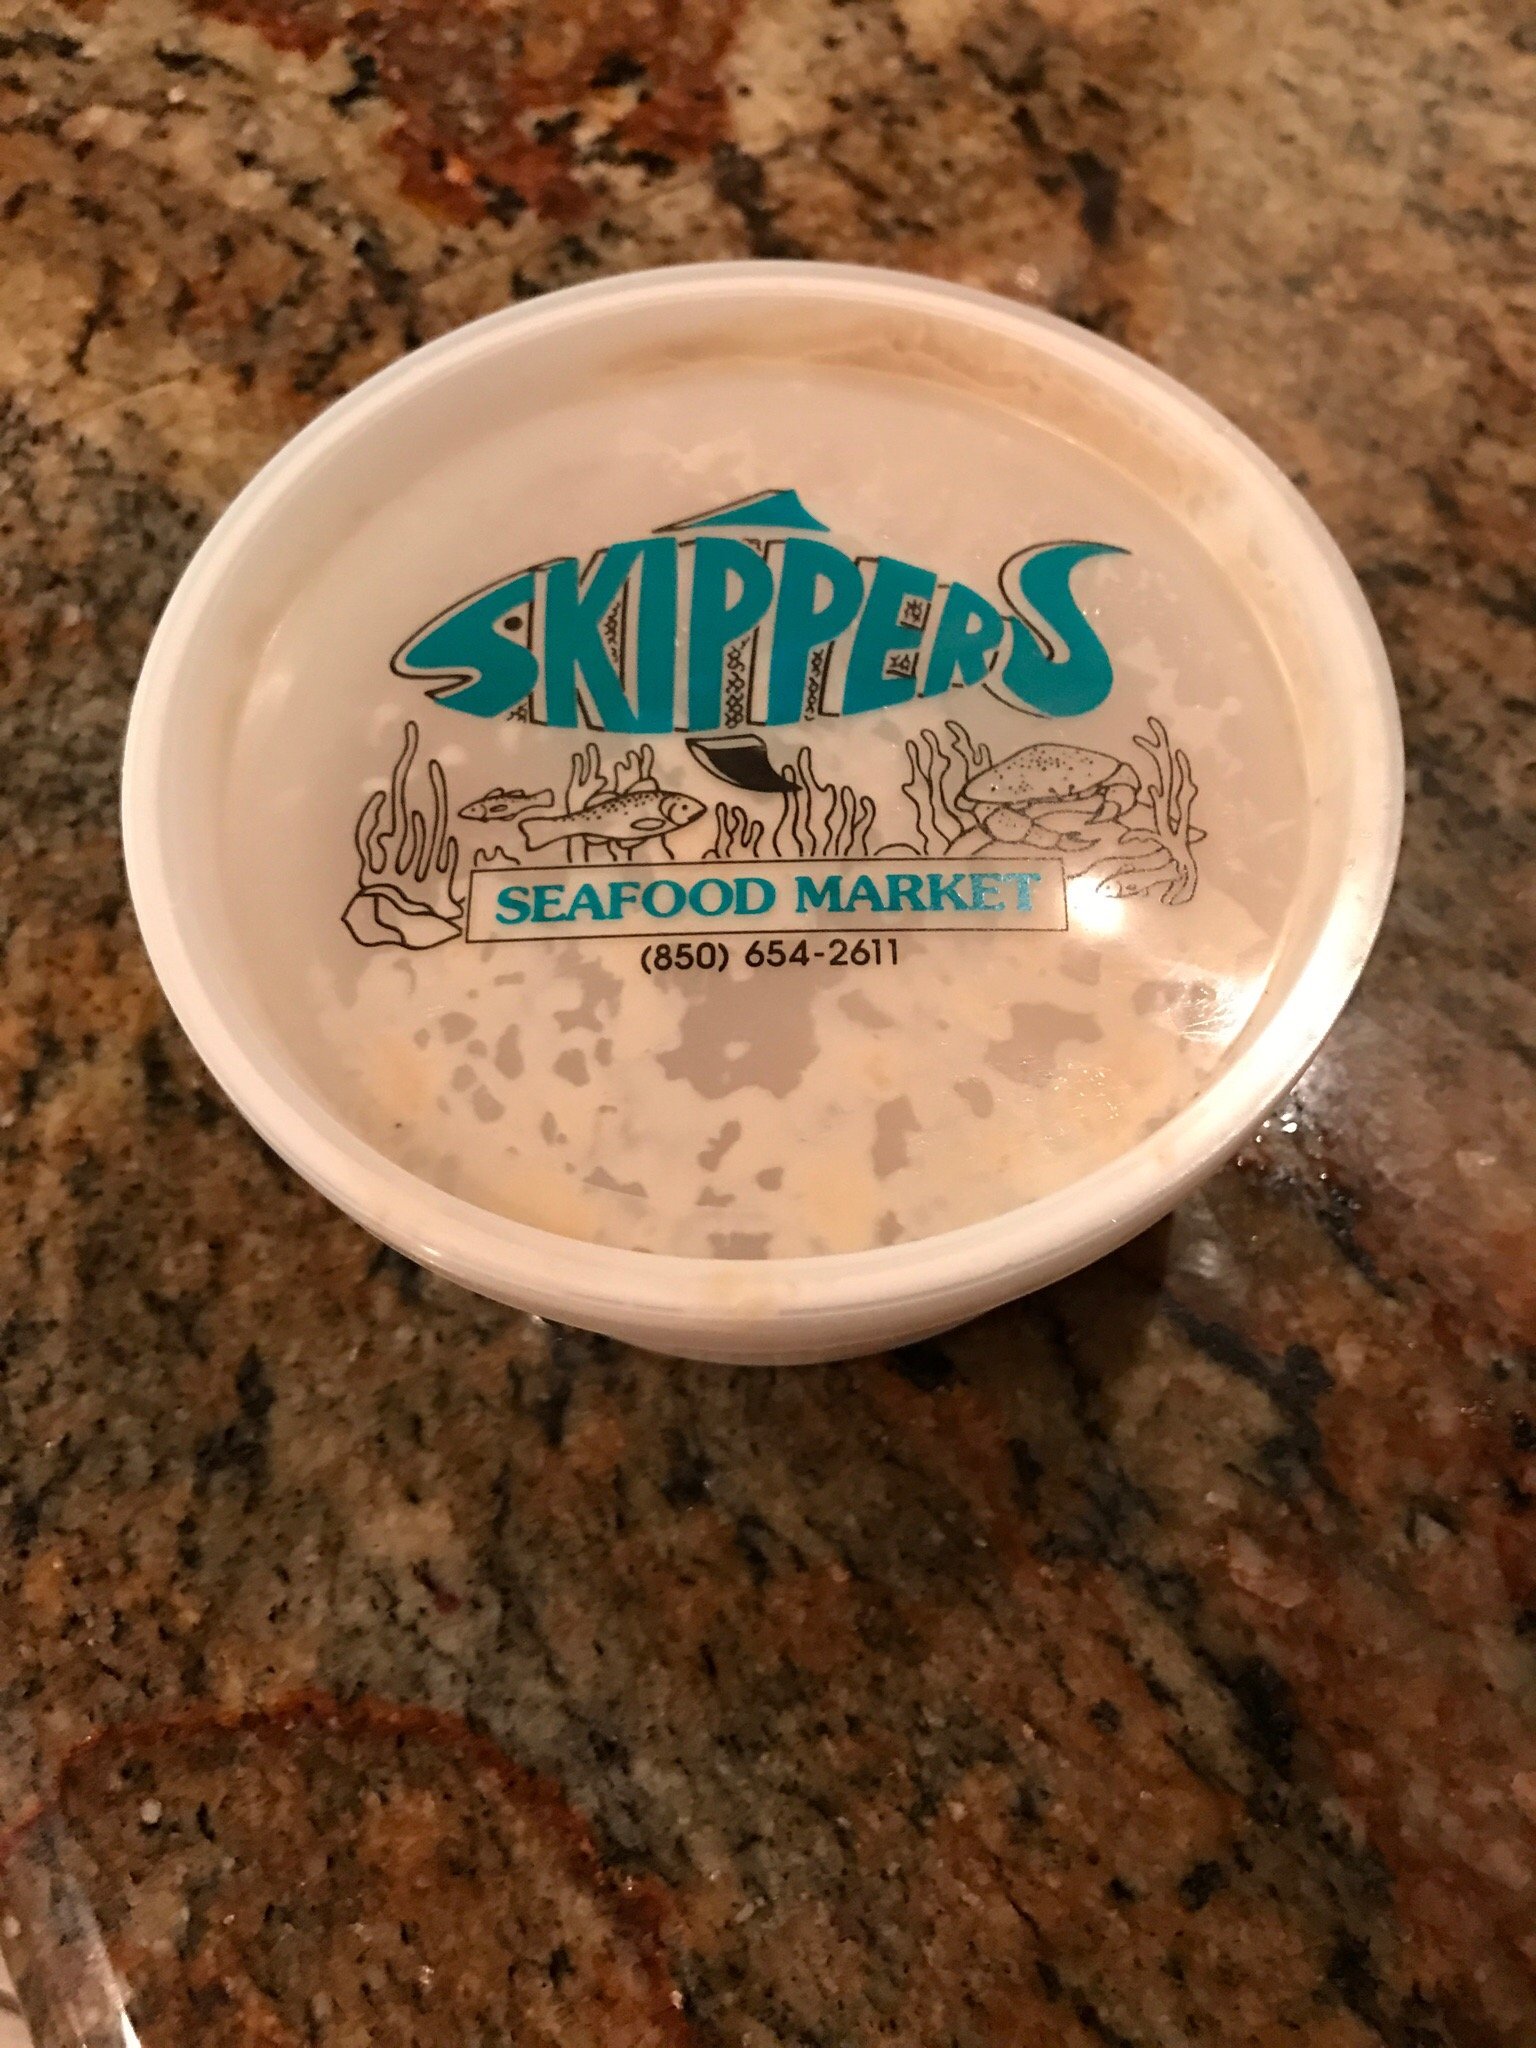 SKIPPERS
SEAFOOD MARKET
(850) 654-2611